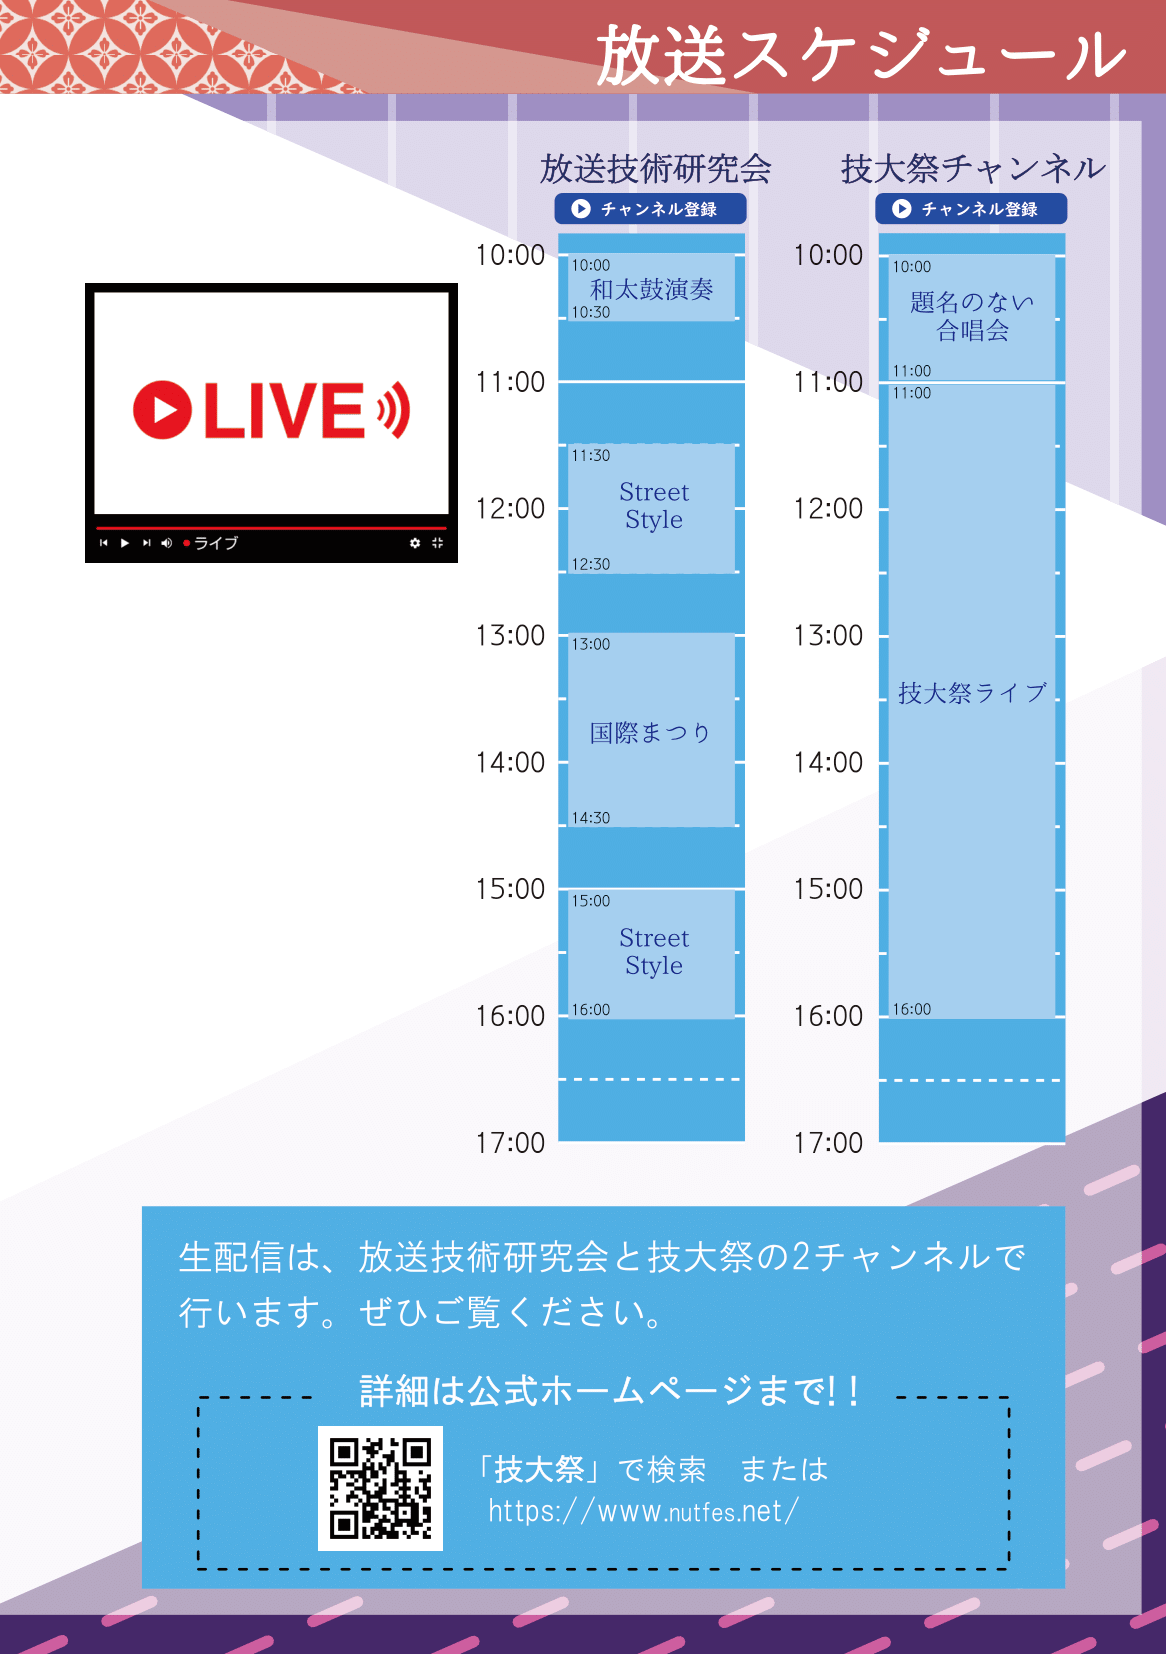 放送スケジュール
放送技術研究会
チャンネル登録
10:00
10:00
和太鼓演奏
10:30
11:00
11:30
Street
Style
12:00
12:30
13:00
13:00
国際まつり
14:00
14:30
15:00
15:00
Street
Style
16:00
16:00
17:00
技大祭チャンネル
チャンネル登録
10:00
10:00
題名のない
合唱会
11:00
11:00
11:00
12:00
13:00
技大祭ライブ
14:00
15:00
16:00
16:00
17:00
LIVE
ライブ
生配信は、放送技術研究会と技大祭の2チャンネルで
行います。ぜひご覧ください。
詳細は公式ホームページまで!!
「技大祭」で検索　または
https://www.nutfes.net/